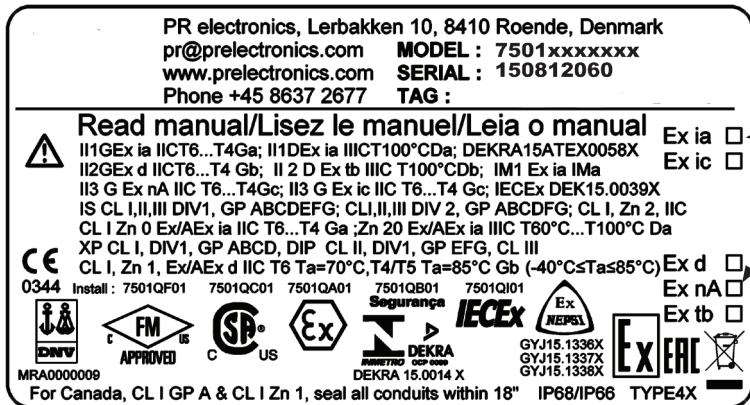 PR electronics, Lerbakken 10, 8410 Roende, Denmark
pr@prelectronics.com MODEL : 7501xxxxxxx
www.prelectronics.com SERIAL : 150812060
Phone +45 8637 2677 TAG :
Read manual/Lisez le manuel/Leia o manual
II1GEx ia IICT6...T4Ga; II1DEx ia IIICT100°CDa; DEKRA15ATEX0058X
II2GEx d IICT6...T4 Gb; II 2 D Ex tb IIIC T100°CDb; IM1 Ex ia IMa
II3 G Ex nA IIC T6...T4Gc; II3 G Ex ic IIC T6...T4 Gc; IECEx DEK15.0039X
IS CL I,II,III DIV1, GP ABCDEFG; CLI,II,III DIV 2, GP ABCDFG; CL I, Zn 2, IIC
CL I Zn 0 Ex/AEx ia IIC T6...T4 Ga ;Zn 20 Ex/AEx ia IIIC T60°C...T100°C Da
XP CL I, DIV1, GP ABCD, DIP CL II, DIV1, GP EFG, CL III
CL I, Zn 1, Ex/AEx d IIC T6 Ta=70°C,T4/T5 Ta=85°C Gb (-40°C≤Ta≤85°C)
Ex ia
Ex ic
Ex d
Ex nA
Ex tb
CE
0344 Install : 7501QF01 7501QC01 7501QA01 7501QB01 7501QI01
DNV
MRA0000009
C FM US
APPROVED
CSA ®
C US
Ex
Segurança
INMETRO
DEKRA
OCP 0089
DEKRA 15.0014 X
IECEx
Ex
NEPSI
GYJ15.1336X
GYJ15.1337X
GYJ15.1338X
Ex EAC
For Canada, CL I GP A & CL I Zn 1, seal all conduits within 18" IP68/IP66 TYPE4X